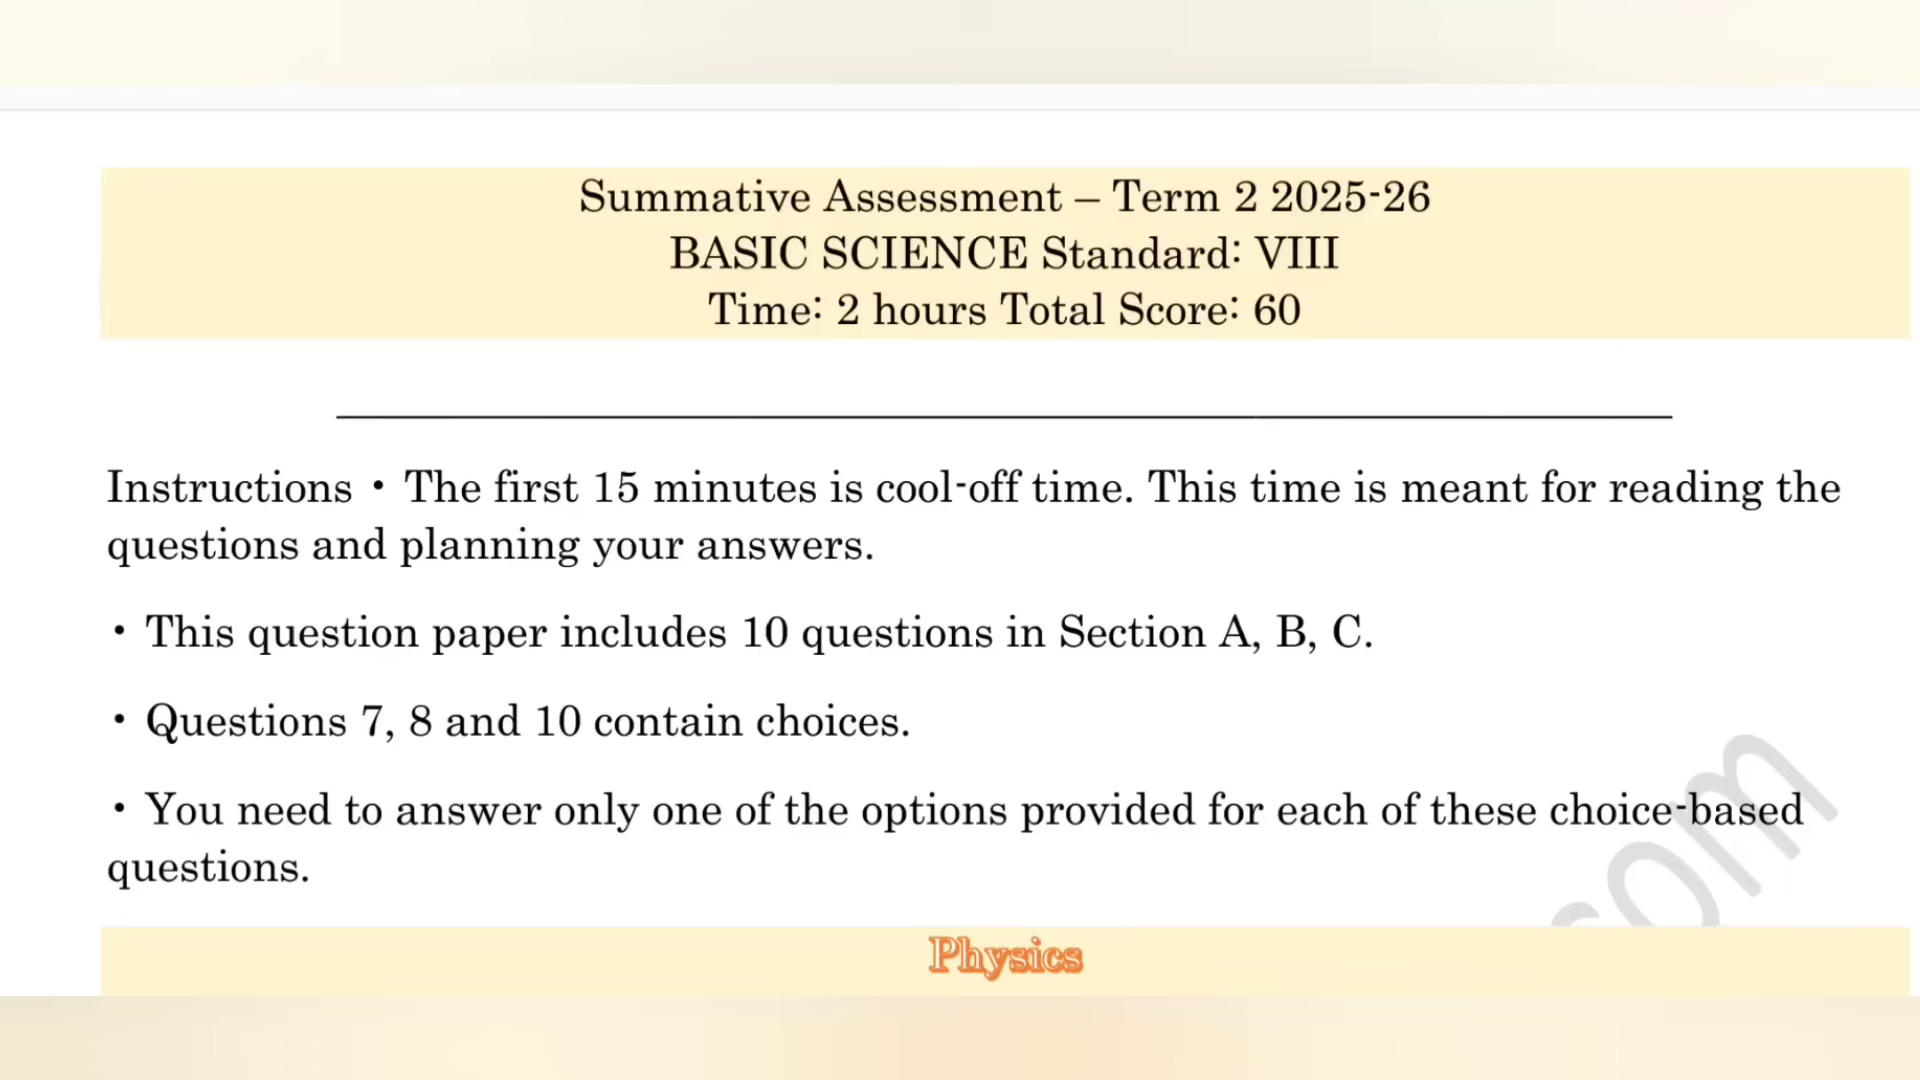 Summative Assessment – Term 2 2025-26
BASIC SCIENCE Standard: VIII
Time: 2 hours Total Score: 60
Instructions • The first 15 minutes is cool-off time. This time is meant for reading the
questions and planning your answers.
• This question paper includes 10 questions in Section A, B, C.
• Questions 7, 8 and 10 contain choices.
• You need to answer only one of the options provided for each of these choice-based
questions.
Physics